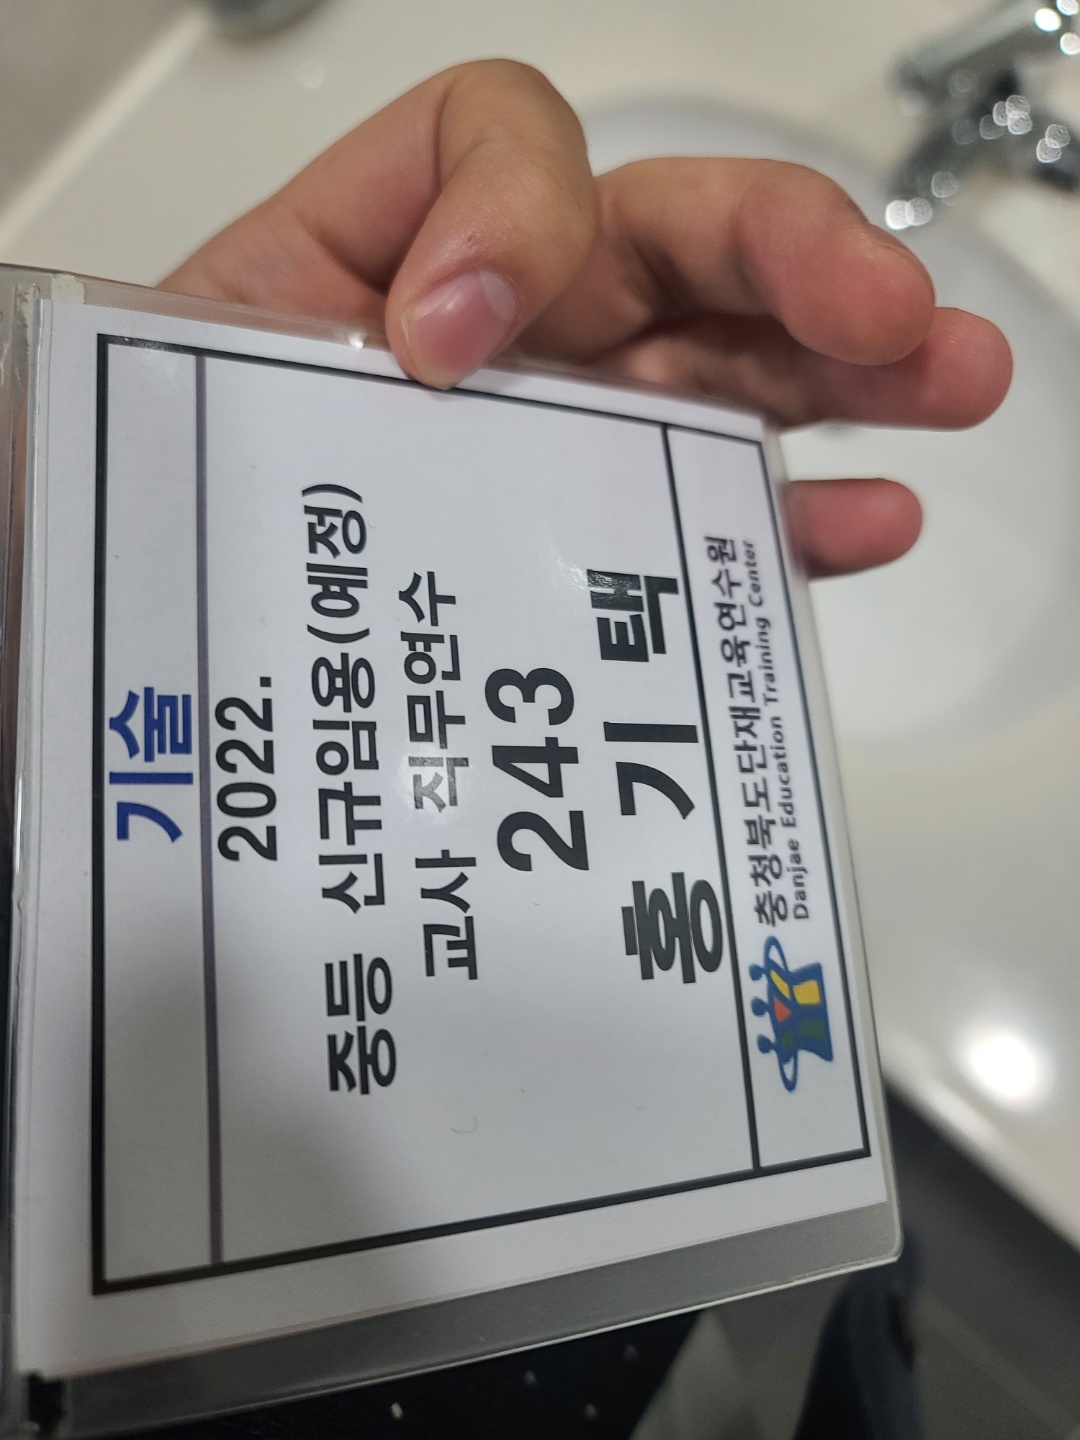 기술
2022.
중등 신규임용(예정)
교사 직무연수
243
홍 기 택
충청북도단재교육연수원
Danjae Education Training Center